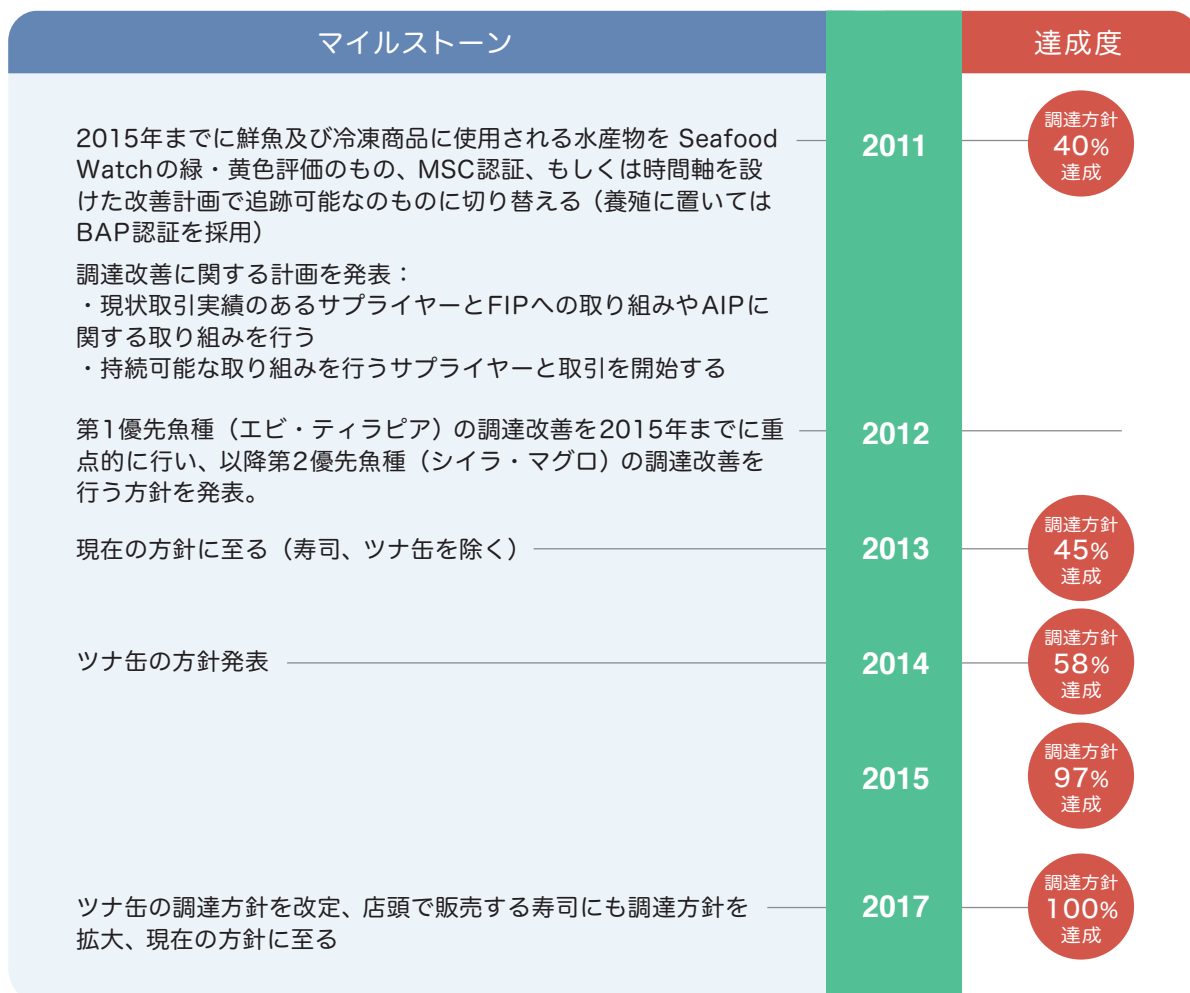 マイルストーン
達成度
2015年までに鮮魚及び冷凍商品に使用される水産物を Seafood
Watchの緑・黄色評価のもの、MSC認証、もしくは時間軸を設
けた改善計画で追跡可能なのものに切り替える（養殖に置いては
BAP認証を採用）
調達改善に関する計画を発表：
・現状取引実績のあるサプライヤーとFIPへの取り組みやAIPに
関する取り組みを行う
・持続可能な取り組みを行うサプライヤーと取引を開始する
2011
調達方針
40%
達成
第1優先魚種（エビ・ティラピア）の調達改善を2015年までに重
点的に行い、以降第2優先魚種（シイラ・マグロ）の調達改善を
行う方針を発表。
2012
現在の方針に至る（寿司、ツナ缶を除く）
2013
調達方針
45%
達成
ツナ缶の方針発表
2014
調達方針
58%
達成
2015
調達方針
97%
達成
ツナ缶の調達方針を改定、店頭で販売する寿司にも調達方針を
拡大、現在の方針に至る
2017
調達方針
100%
達成